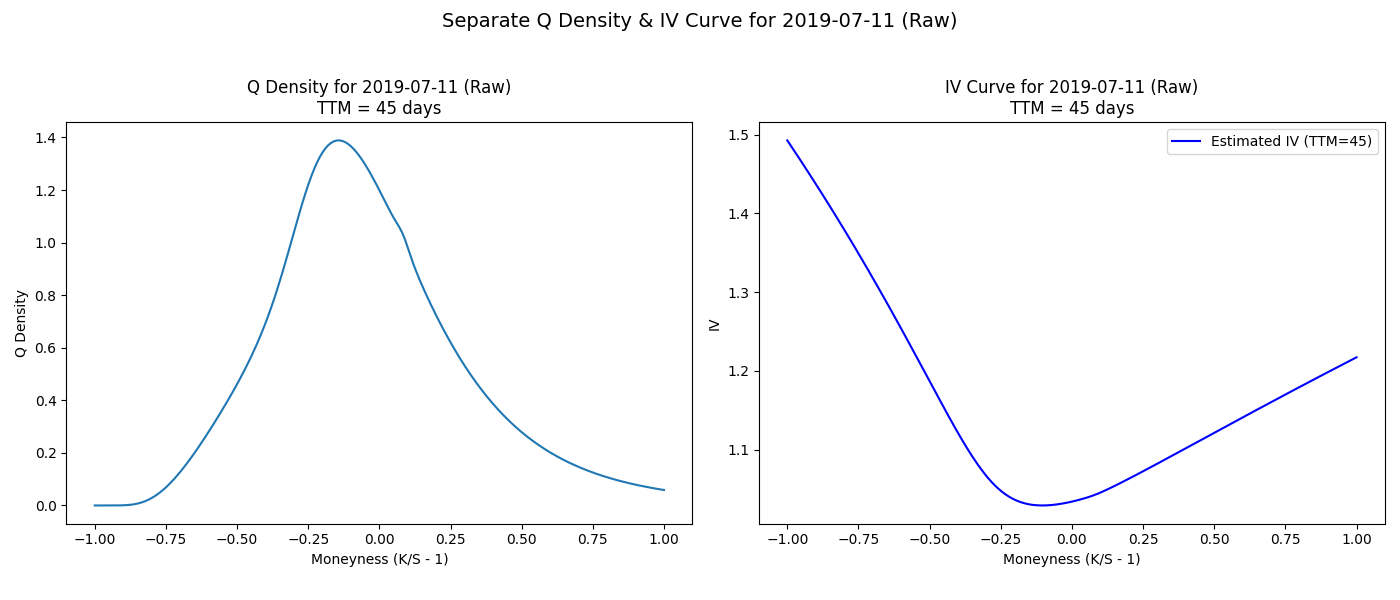 Separate Q Density & IV Curve for 2019-07-11 (Raw)
Q Density for 2019-07-11 (Raw)
TTM = 45 days
Q Density
1.4
1.2
1.0
0.8
0.6
0.4
0.2
0.0
−1.00 −0.75 −0.50 −0.25 0.00 0.25 0.50 0.75 1.00
Moneyness (K/S - 1)
IV Curve for 2019-07-11 (Raw)
TTM = 45 days
Estimated IV (TTM=45)
IV
1.5
1.4
1.3
1.2
1.1
−1.00 −0.75 −0.50 −0.25 0.00 0.25 0.50 0.75 1.00
Moneyness (K/S - 1)